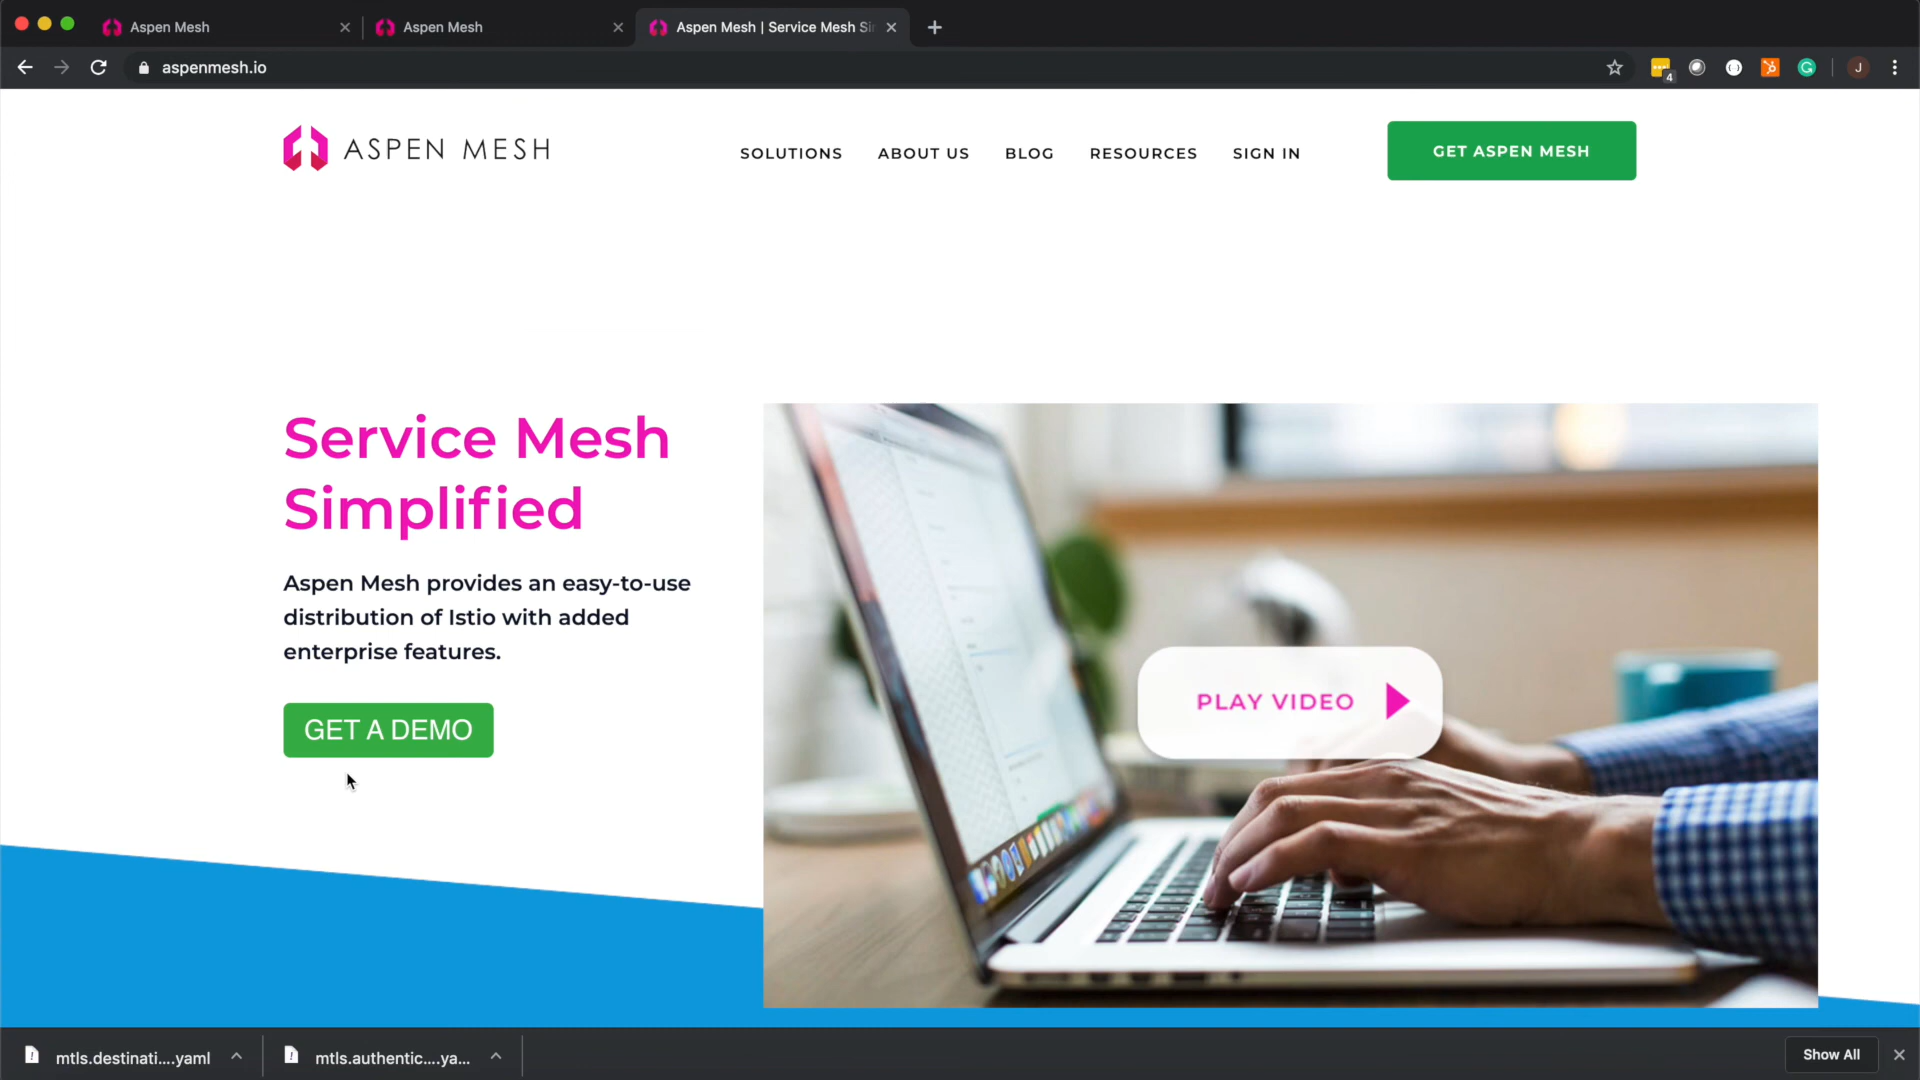 Aspen Mesh
Aspen Mesh
Aspen Mesh | Service Mesh Si
aspenmesh.io
4
J
ASPEN MESH
SOLUTIONS
ABOUT US
BLOG
RESOURCES
SIGN IN
GET ASPEN MESH
Service Mesh
Simplified
Aspen Mesh provides an easy-to-use
distribution of Istio with added
enterprise features.
GET A DEMO
PLAY VIDEO
mtls.destinati....yaml
mtls.authentic....ya...
Show All